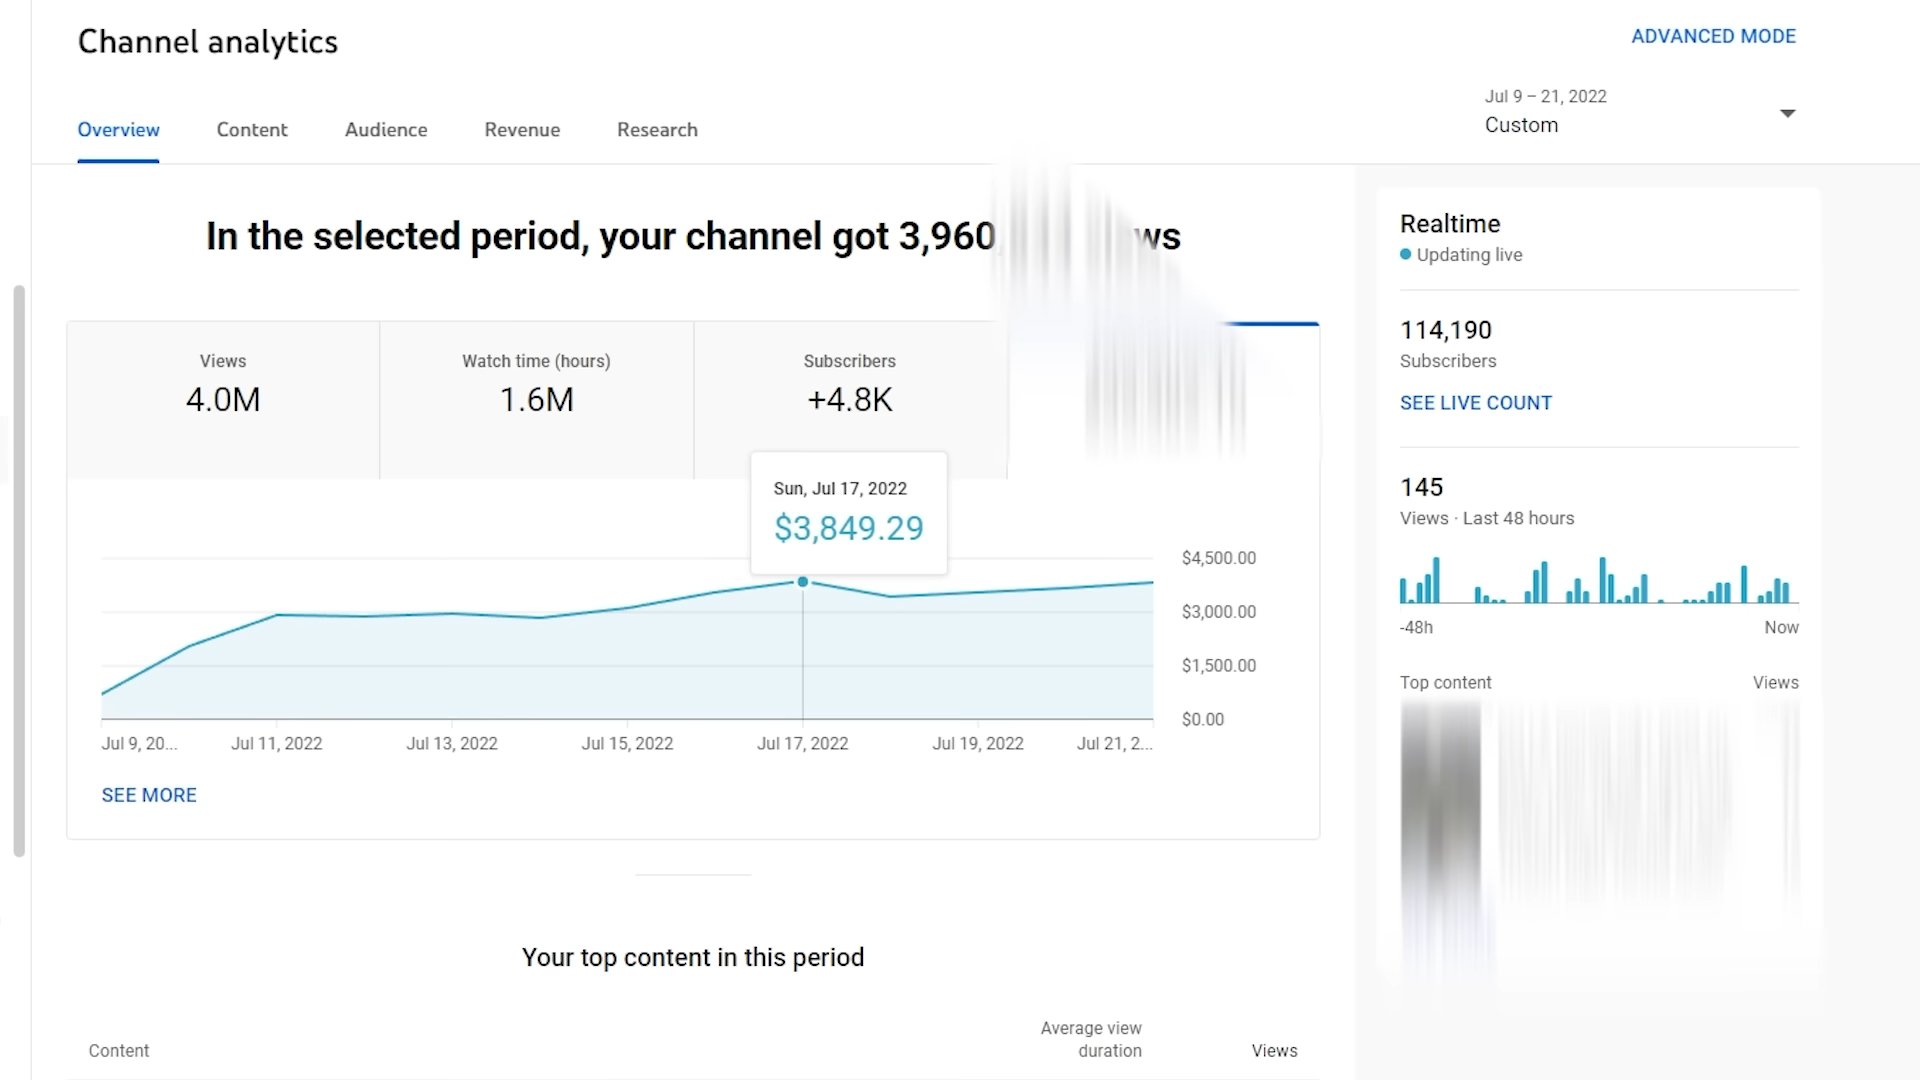 Channel analytics
ADVANCED MODE
Jul 9 – 21, 2022
Custom
Overview
Content
Audience
Revenue
Research
In the selected period, your channel got 3,960
Realtime
Updating live
114,190
Subscribers
SEE LIVE COUNT
145
Views · Last 48 hours
-48h
Now
Top content
Views
Views
4.0M
Watch time (hours)
1.6M
Subscribers
+4.8K
Sun, Jul 17, 2022
$3,849.29
$4,500.00
$3,000.00
$1,500.00
$0.00
Jul 9, 20...
Jul 11, 2022
Jul 13, 2022
Jul 15, 2022
Jul 17, 2022
Jul 19, 2022
Jul 21, 2...
SEE MORE
Your top content in this period
Content
Average view
duration
Views